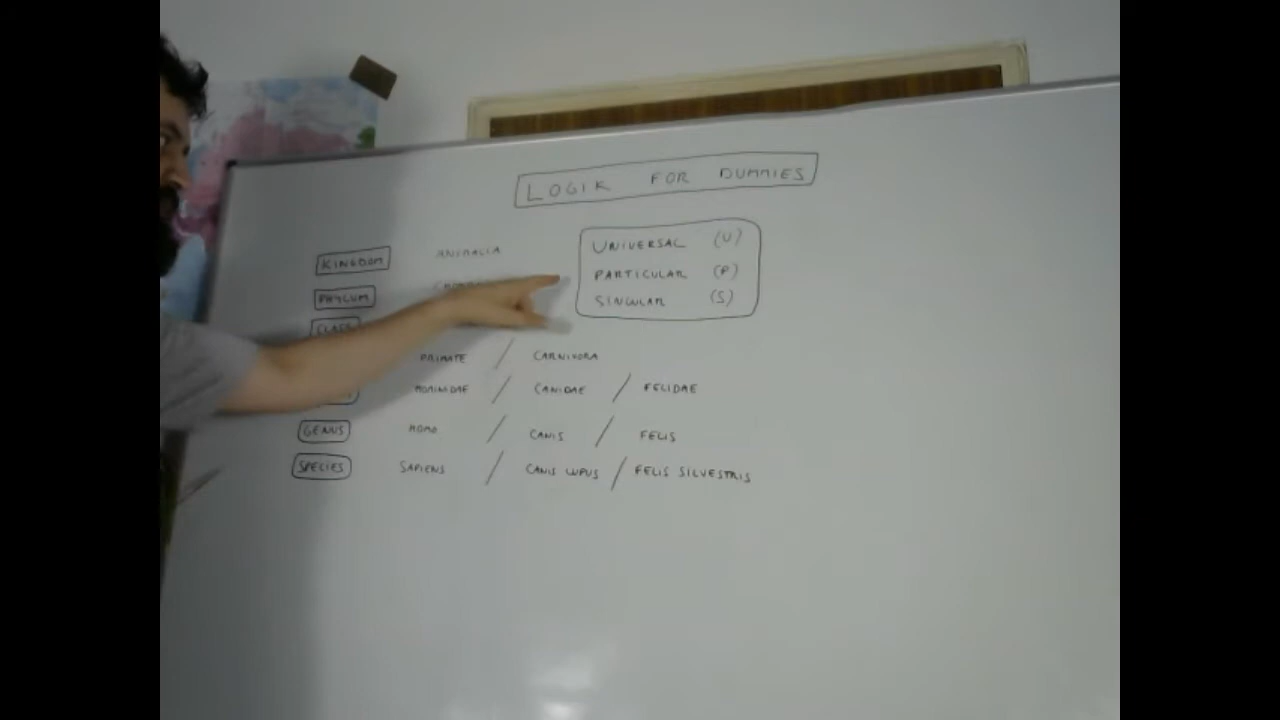 LOGIK FOR DUMMIES
KINGDOM ANIMALIA
UNIVERSAL (U)
PARTICULAR (P)
SINGULAR (S)
PHYLUM
CLASS
PRIMATE / CARNIVORA
HOMINIDAE / CANIDAE / FELIDAE
GENUS HOMO / CANIS / FELIS
SPECIES SAPIENS / CANIS LUPUS / FELIS SILVESTRIS